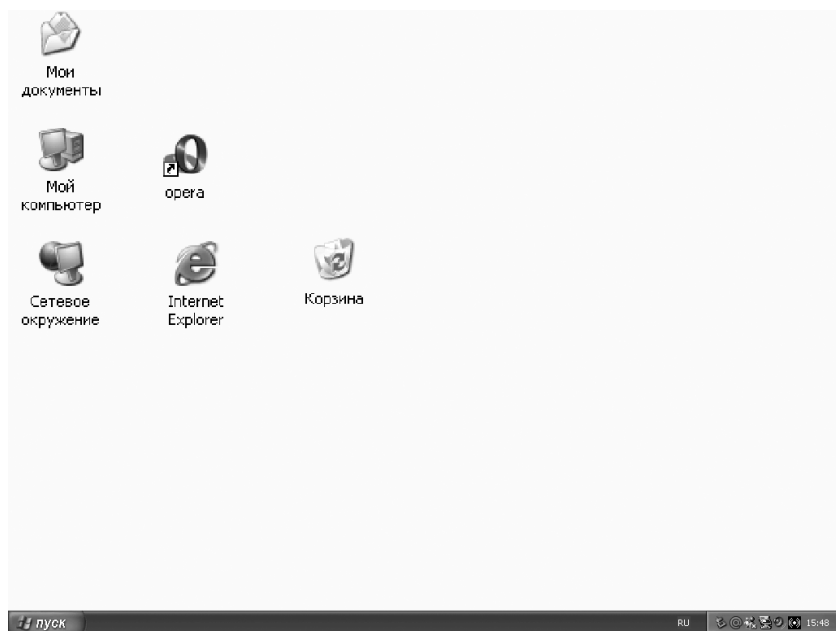 Мои
документы
Мой
компьютер
opera
Сетевое
окружение
Internet
Explorer
Корзина
пуск
RU
15:48